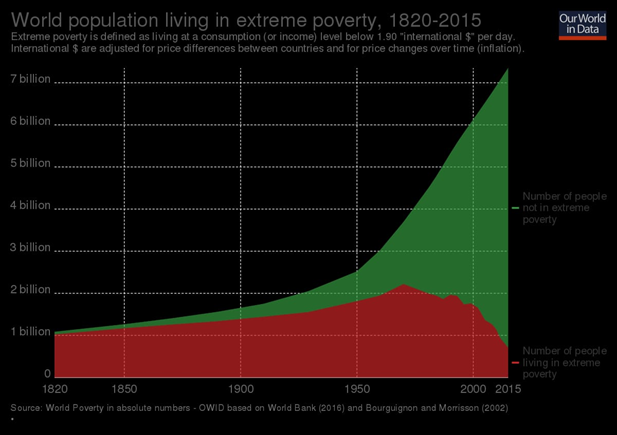 World population living in extreme poverty, 1820-2015
Our World
in Data
Extreme poverty is defined as living at a consumption (or income) level below 1.90 "international $" per day.
International $ are adjusted for price differences between countries and for price changes over time (inflation).
7 billion
6 billion
5 billion
4 billion
3 billion
2 billion
1 billion
0
Number of people
not in extreme
poverty
Number of people
living in extreme
poverty
1820
1850
1900
1950
2000
2015
Source: World Poverty in absolute numbers - OWID based on World Bank (2016) and Bourguignon and Morrisson (2002)